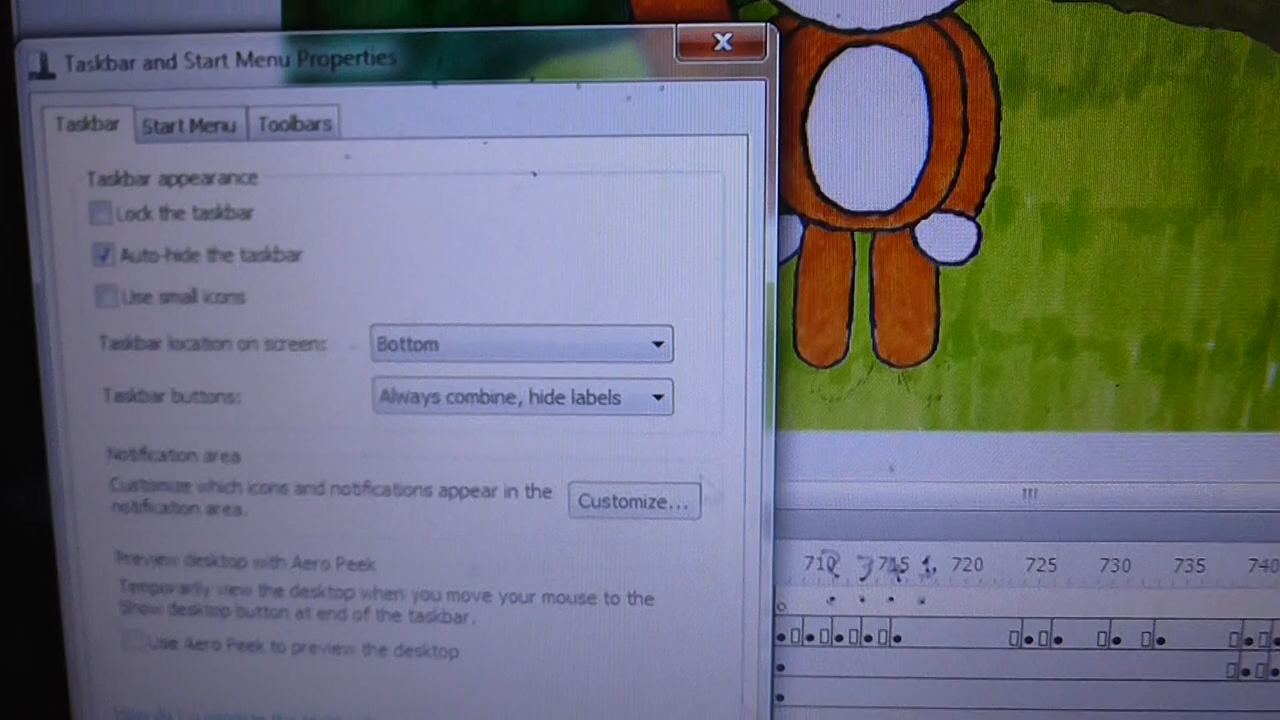 Taskbar and Start Menu Properties
Taskbar
Start Menu
Toolbars
Taskbar appearance
Lock the taskbar
Auto-hide the taskbar
Use small icons
Taskbar location on screen:
Bottom
Taskbar buttons:
Always combine, hide labels
Notification area
Customize which icons and notifications appear in the
notification area.
Customize...
Preview desktop with Aero Peek
Temporarily view the desktop when you move your mouse to the
Show desktop button at end of the taskbar.
Use Aero Peek to preview the desktop
710 715 720 725 730 735 740